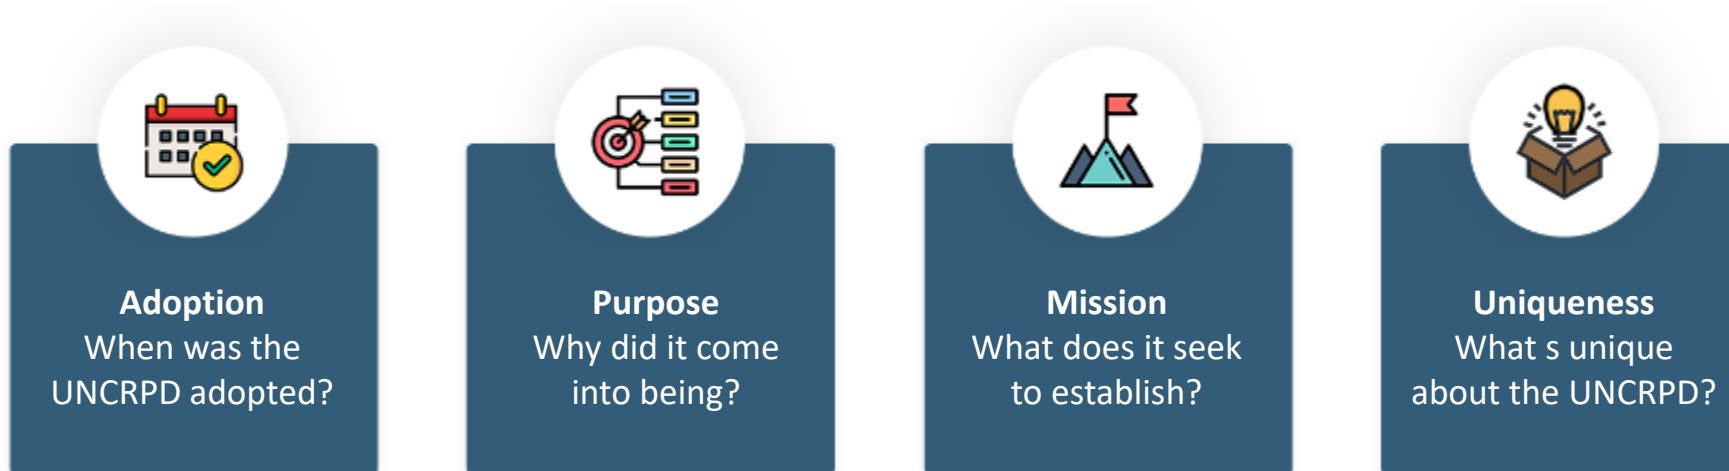 Adoption
When was the
UNCRPD adopted?
Purpose
Why did it come
into being?
Mission
What does it seek
to establish?
Uniqueness
What s unique
about the UNCRPD?